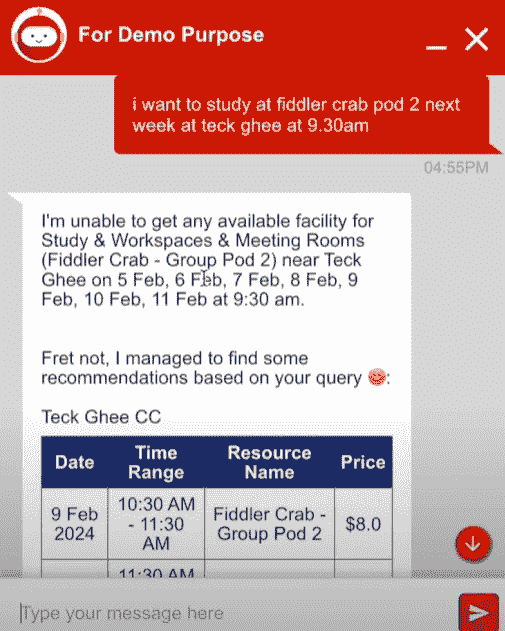 For Demo Purpose
i want to study at fiddler crab pod 2 next
week at teck ghee at 9.30am
04:55PM
I'm unable to get any available facility for
Study & Workspaces & Meeting Rooms
(Fiddler Crab - Group Pod 2) near Teck
Ghee on 5 Feb, 6 Feb, 7 Feb, 8 Feb, 9
Feb, 10 Feb, 11 Feb at 9:30 am.
Fret not, I managed to find some
recommendations based on your query 😊:
Teck Ghee CC
Date Time Range Resource Name Price
9 Feb 2024 10:30 AM - 11:30 AM Fiddler Crab - Group Pod 2 $8.0
11:30 AM
Type your message here